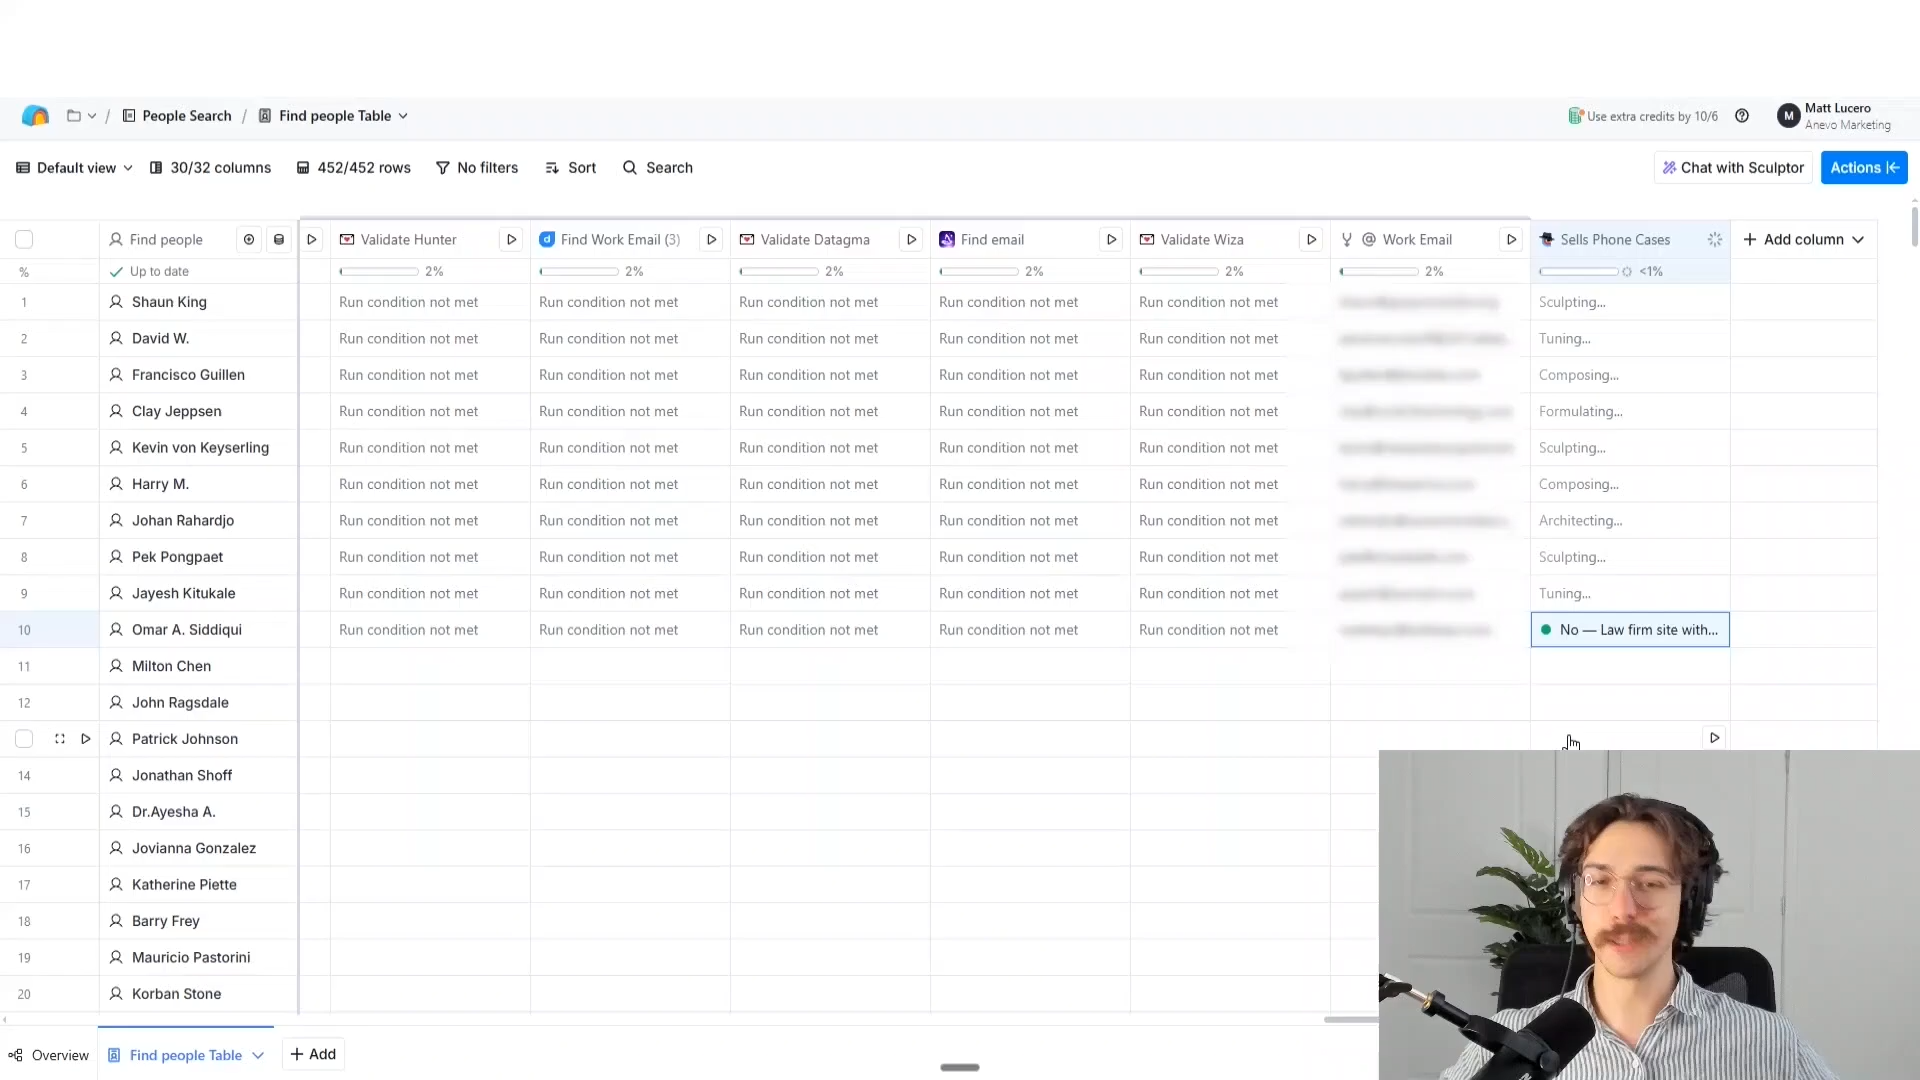 / People Search / Find people Table
Use extra credits by 10/6
M
Matt Lucero
Anevo Marketing
Default view 30/32 columns 452/452 rows No filters Sort Search
Chat with Sculptor
Actions
Find people Validate Hunter Find Work Email (3) Validate Datagma Find email Validate Wiza Work Email Sells Phone Cases + Add column
% Up to date 2% 2% 2% 2% 2% 2% <1%
1 Shaun King Run condition not met Run condition not met Run condition not met Run condition not met Run condition not met Sculpting...
2 David W. Run condition not met Run condition not met Run condition not met Run condition not met Run condition not met Tuning...
3 Francisco Guillen Run condition not met Run condition not met Run condition not met Run condition not met Run condition not met Composing...
4 Clay Jeppsen Run condition not met Run condition not met Run condition not met Run condition not met Run condition not met Formulating...
5 Kevin von Keyserling Run condition not met Run condition not met Run condition not met Run condition not met Run condition not met Sculpting...
6 Harry M. Run condition not met Run condition not met Run condition not met Run condition not met Run condition not met Composing...
7 Johan Rahardjo Run condition not met Run condition not met Run condition not met Run condition not met Run condition not met Architecting...
8 Pek Pongpaet Run condition not met Run condition not met Run condition not met Run condition not met Run condition not met Sculpting...
9 Jayesh Kitukale Run condition not met Run condition not met Run condition not met Run condition not met Run condition not met Tuning...
10 Omar A. Siddiqui Run condition not met Run condition not met Run condition not met Run condition not met Run condition not met No — Law firm site with...
11 Milton Chen
12 John Ragsdale
Patrick Johnson
14 Jonathan Shoff
15 Dr.Ayesha A.
16 Jovianna Gonzalez
17 Katherine Piette
18 Barry Frey
19 Mauricio Pastorini
20 Korban Stone
Overview Find people Table + Add